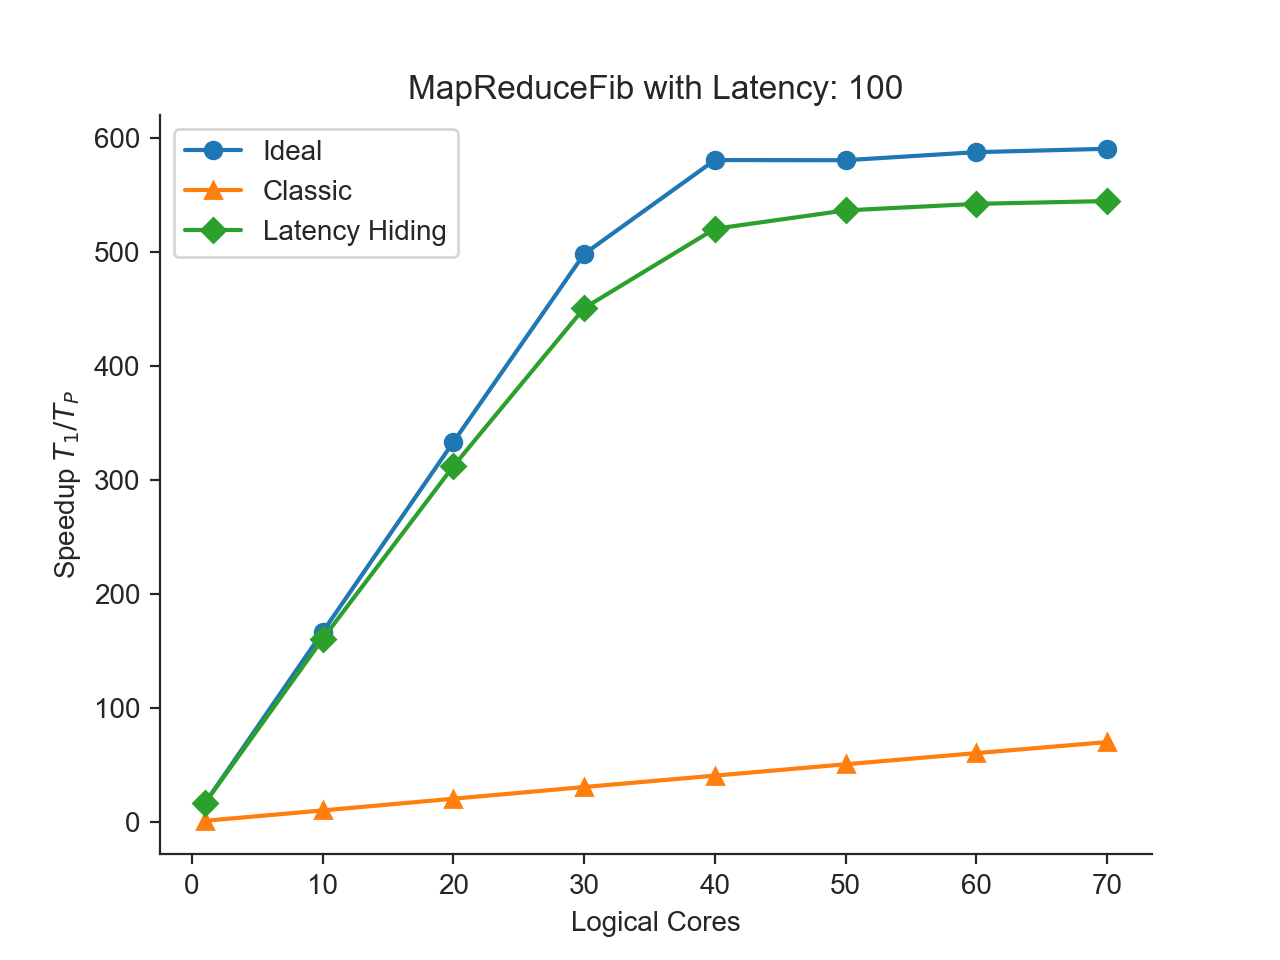 MapReduceFib with Latency: 100
Ideal
Classic
Latency Hiding
600
500
400
300
200
100
0
Speedup T₁/Tₚ
0 10 20 30 40 50 60 70
Logical Cores